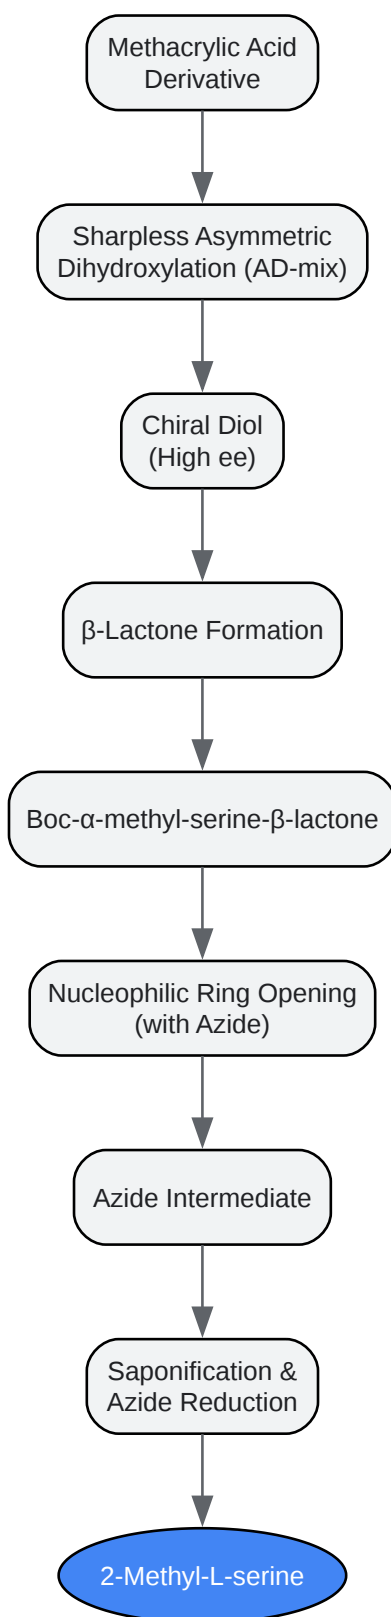 Methacrylic Acid
Derivative
Sharpless Asymmetric
Dihydroxylation (AD-mix)
Chiral Diol
(High ee)
β-Lactone Formation
Boc-α-methyl-serine-β-lactone
Nucleophilic Ring Opening
(with Azide)
Azide Intermediate
Saponification &
Azide Reduction
2-Methyl-L-serine